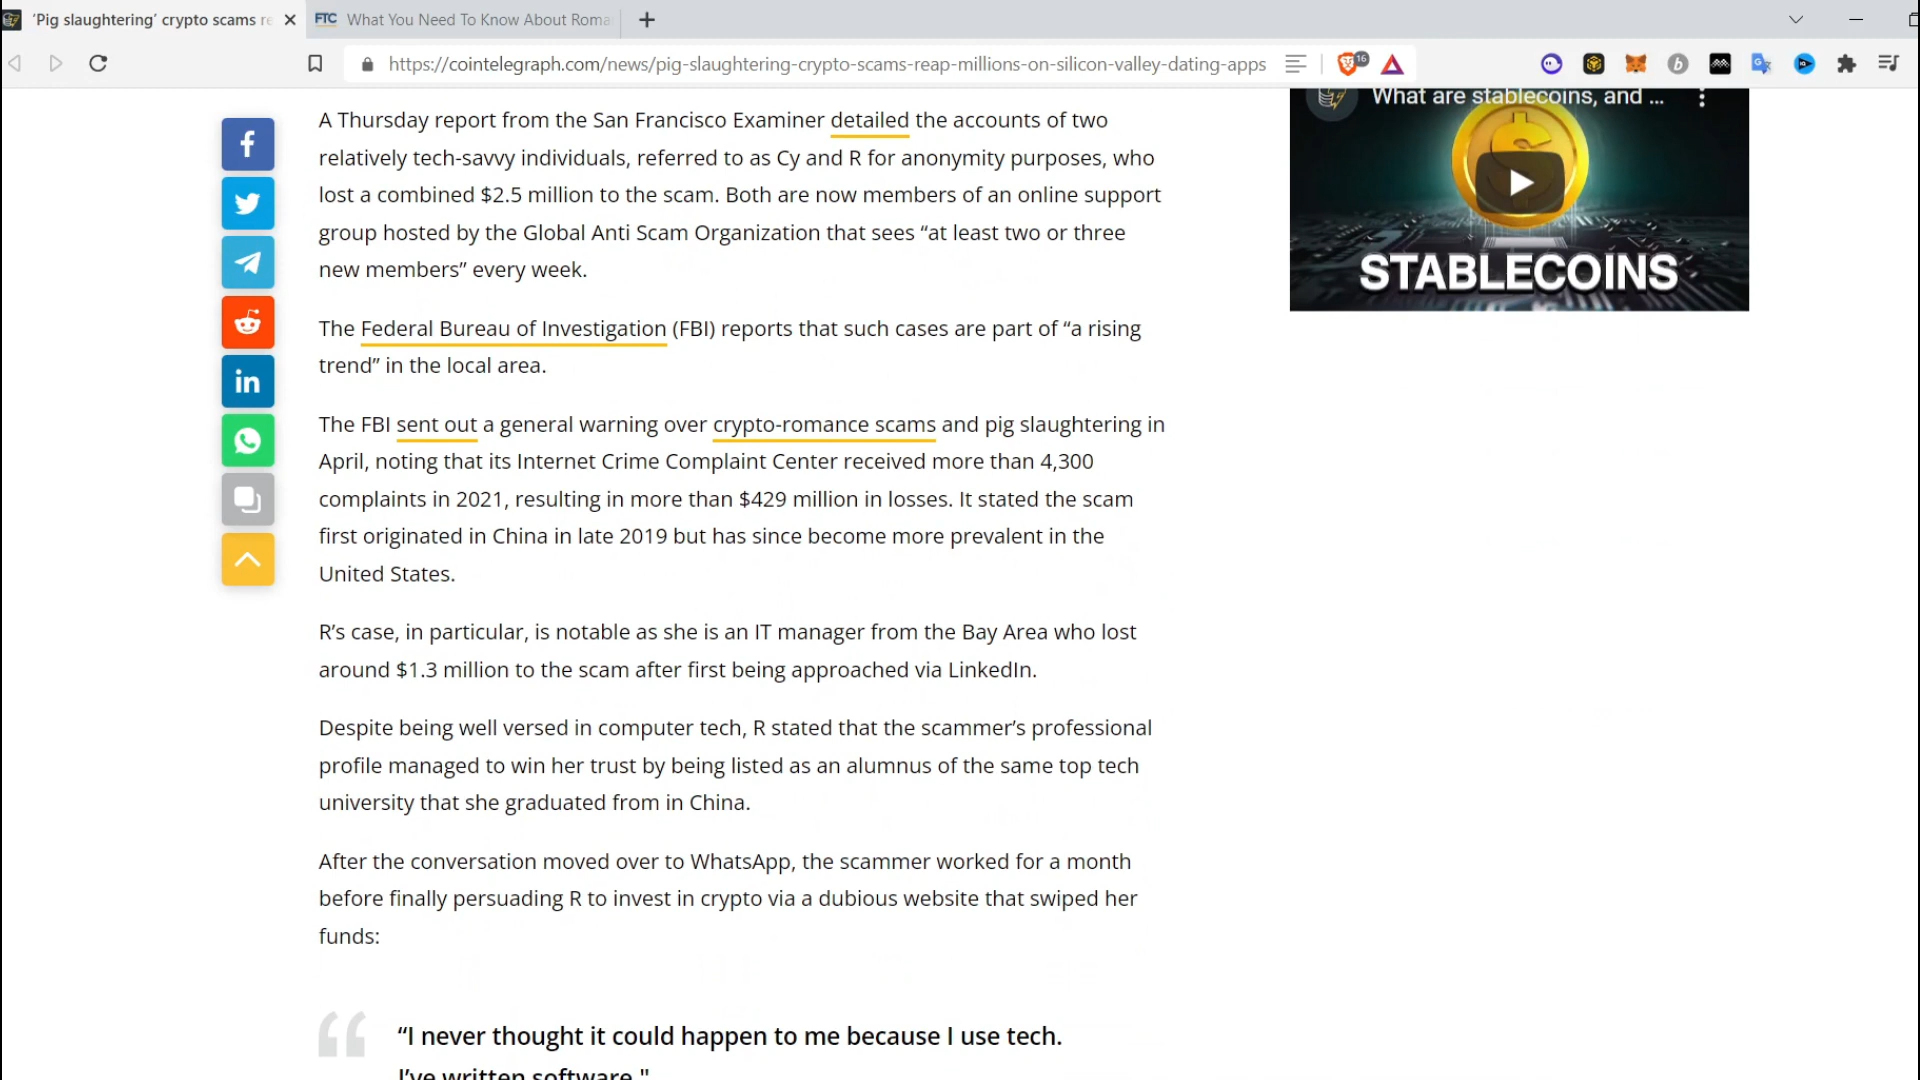 ‘Pig slaughtering’ crypto scams re
FTC What You Need To Know About Roma
https://cointelegraph.com/news/pig-slaughtering-crypto-scams-reap-millions-on-silicon-valley-dating-apps
16
What are stablecoins, and ...
STABLECOINS
A Thursday report from the San Francisco Examiner detailed the accounts of two
relatively tech-savvy individuals, referred to as Cy and R for anonymity purposes, who
lost a combined $2.5 million to the scam. Both are now members of an online support
group hosted by the Global Anti Scam Organization that sees “at least two or three
new members” every week.
The Federal Bureau of Investigation (FBI) reports that such cases are part of “a rising
trend” in the local area.
The FBI sent out a general warning over crypto-romance scams and pig slaughtering in
April, noting that its Internet Crime Complaint Center received more than 4,300
complaints in 2021, resulting in more than $429 million in losses. It stated the scam
first originated in China in late 2019 but has since become more prevalent in the
United States.
R’s case, in particular, is notable as she is an IT manager from the Bay Area who lost
around $1.3 million to the scam after first being approached via LinkedIn.
Despite being well versed in computer tech, R stated that the scammer’s professional
profile managed to win her trust by being listed as an alumnus of the same top tech
university that she graduated from in China.
After the conversation moved over to WhatsApp, the scammer worked for a month
before finally persuading R to invest in crypto via a dubious website that swiped her
funds:
“I never thought it could happen to me because I use tech.
I’ve written software."